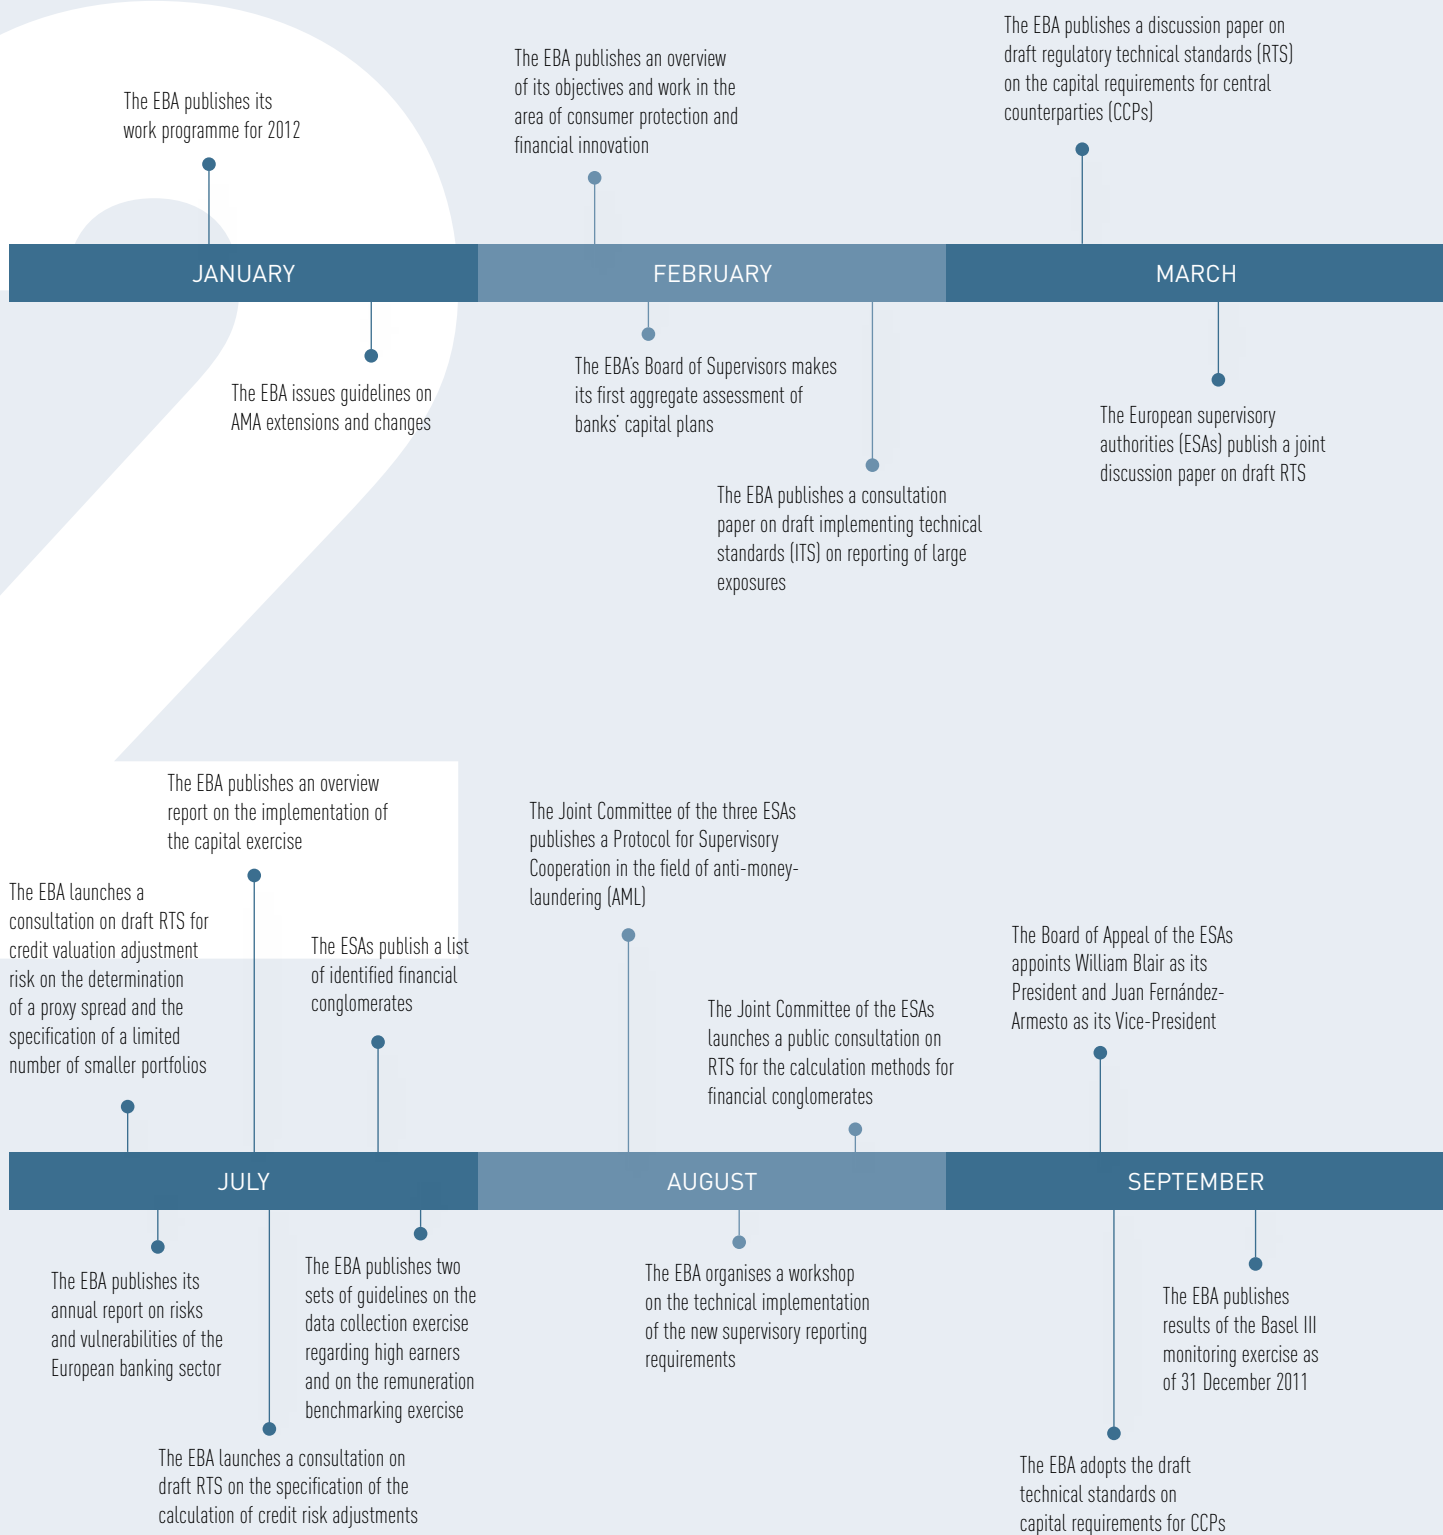 The EBA publishes its
work programme for 2012
The EBA publishes an overview
of its objectives and work in the
area of consumer protection and
financial innovation
The EBA publishes a discussion paper on
draft regulatory technical standards (RTS)
on the capital requirements for central
counterparties (CCPs)
JANUARY
FEBRUARY
MARCH
The EBA issues guidelines on
AMA extensions and changes
The EBA's Board of Supervisors makes
its first aggregate assessment of
banks' capital plans
The EBA publishes a consultation
paper on draft implementing technical
standards (ITS) on reporting of large
exposures
The European supervisory
authorities (ESAs) publish a joint
discussion paper on draft RTS
2
The EBA launches a
consultation on draft RTS for
credit valuation adjustment
risk on the determination
of a proxy spread and the
specification of a limited
number of smaller portfolios
The EBA publishes an overview
report on the implementation of
the capital exercise
The ESAs publish a list
of identified financial
conglomerates
The Joint Committee of the three ESAs
publishes a Protocol for Supervisory
Cooperation in the field of anti-money-
laundering (AML)
The Joint Committee of the ESAs
launches a public consultation on
RTS for the calculation methods for
financial conglomerates
The Board of Appeal of the ESAs
appoints William Blair as its
President and Juan Fernández-
Armesto as its Vice-President
JULY
AUGUST
SEPTEMBER
The EBA publishes its
annual report on risks
and vulnerabilities of the
European banking sector
The EBA launches a consultation on
draft RTS on the specification of the
calculation of credit risk adjustments
The EBA publishes two
sets of guidelines on the
data collection exercise
regarding high earners
and on the remuneration
benchmarking exercise
The EBA organises a workshop
on the technical implementation
of the new supervisory reporting
requirements
The EBA adopts the draft
technical standards on
capital requirements for CCPs
The EBA publishes
results of the Basel III
monitoring exercise as
of 31 December 2011